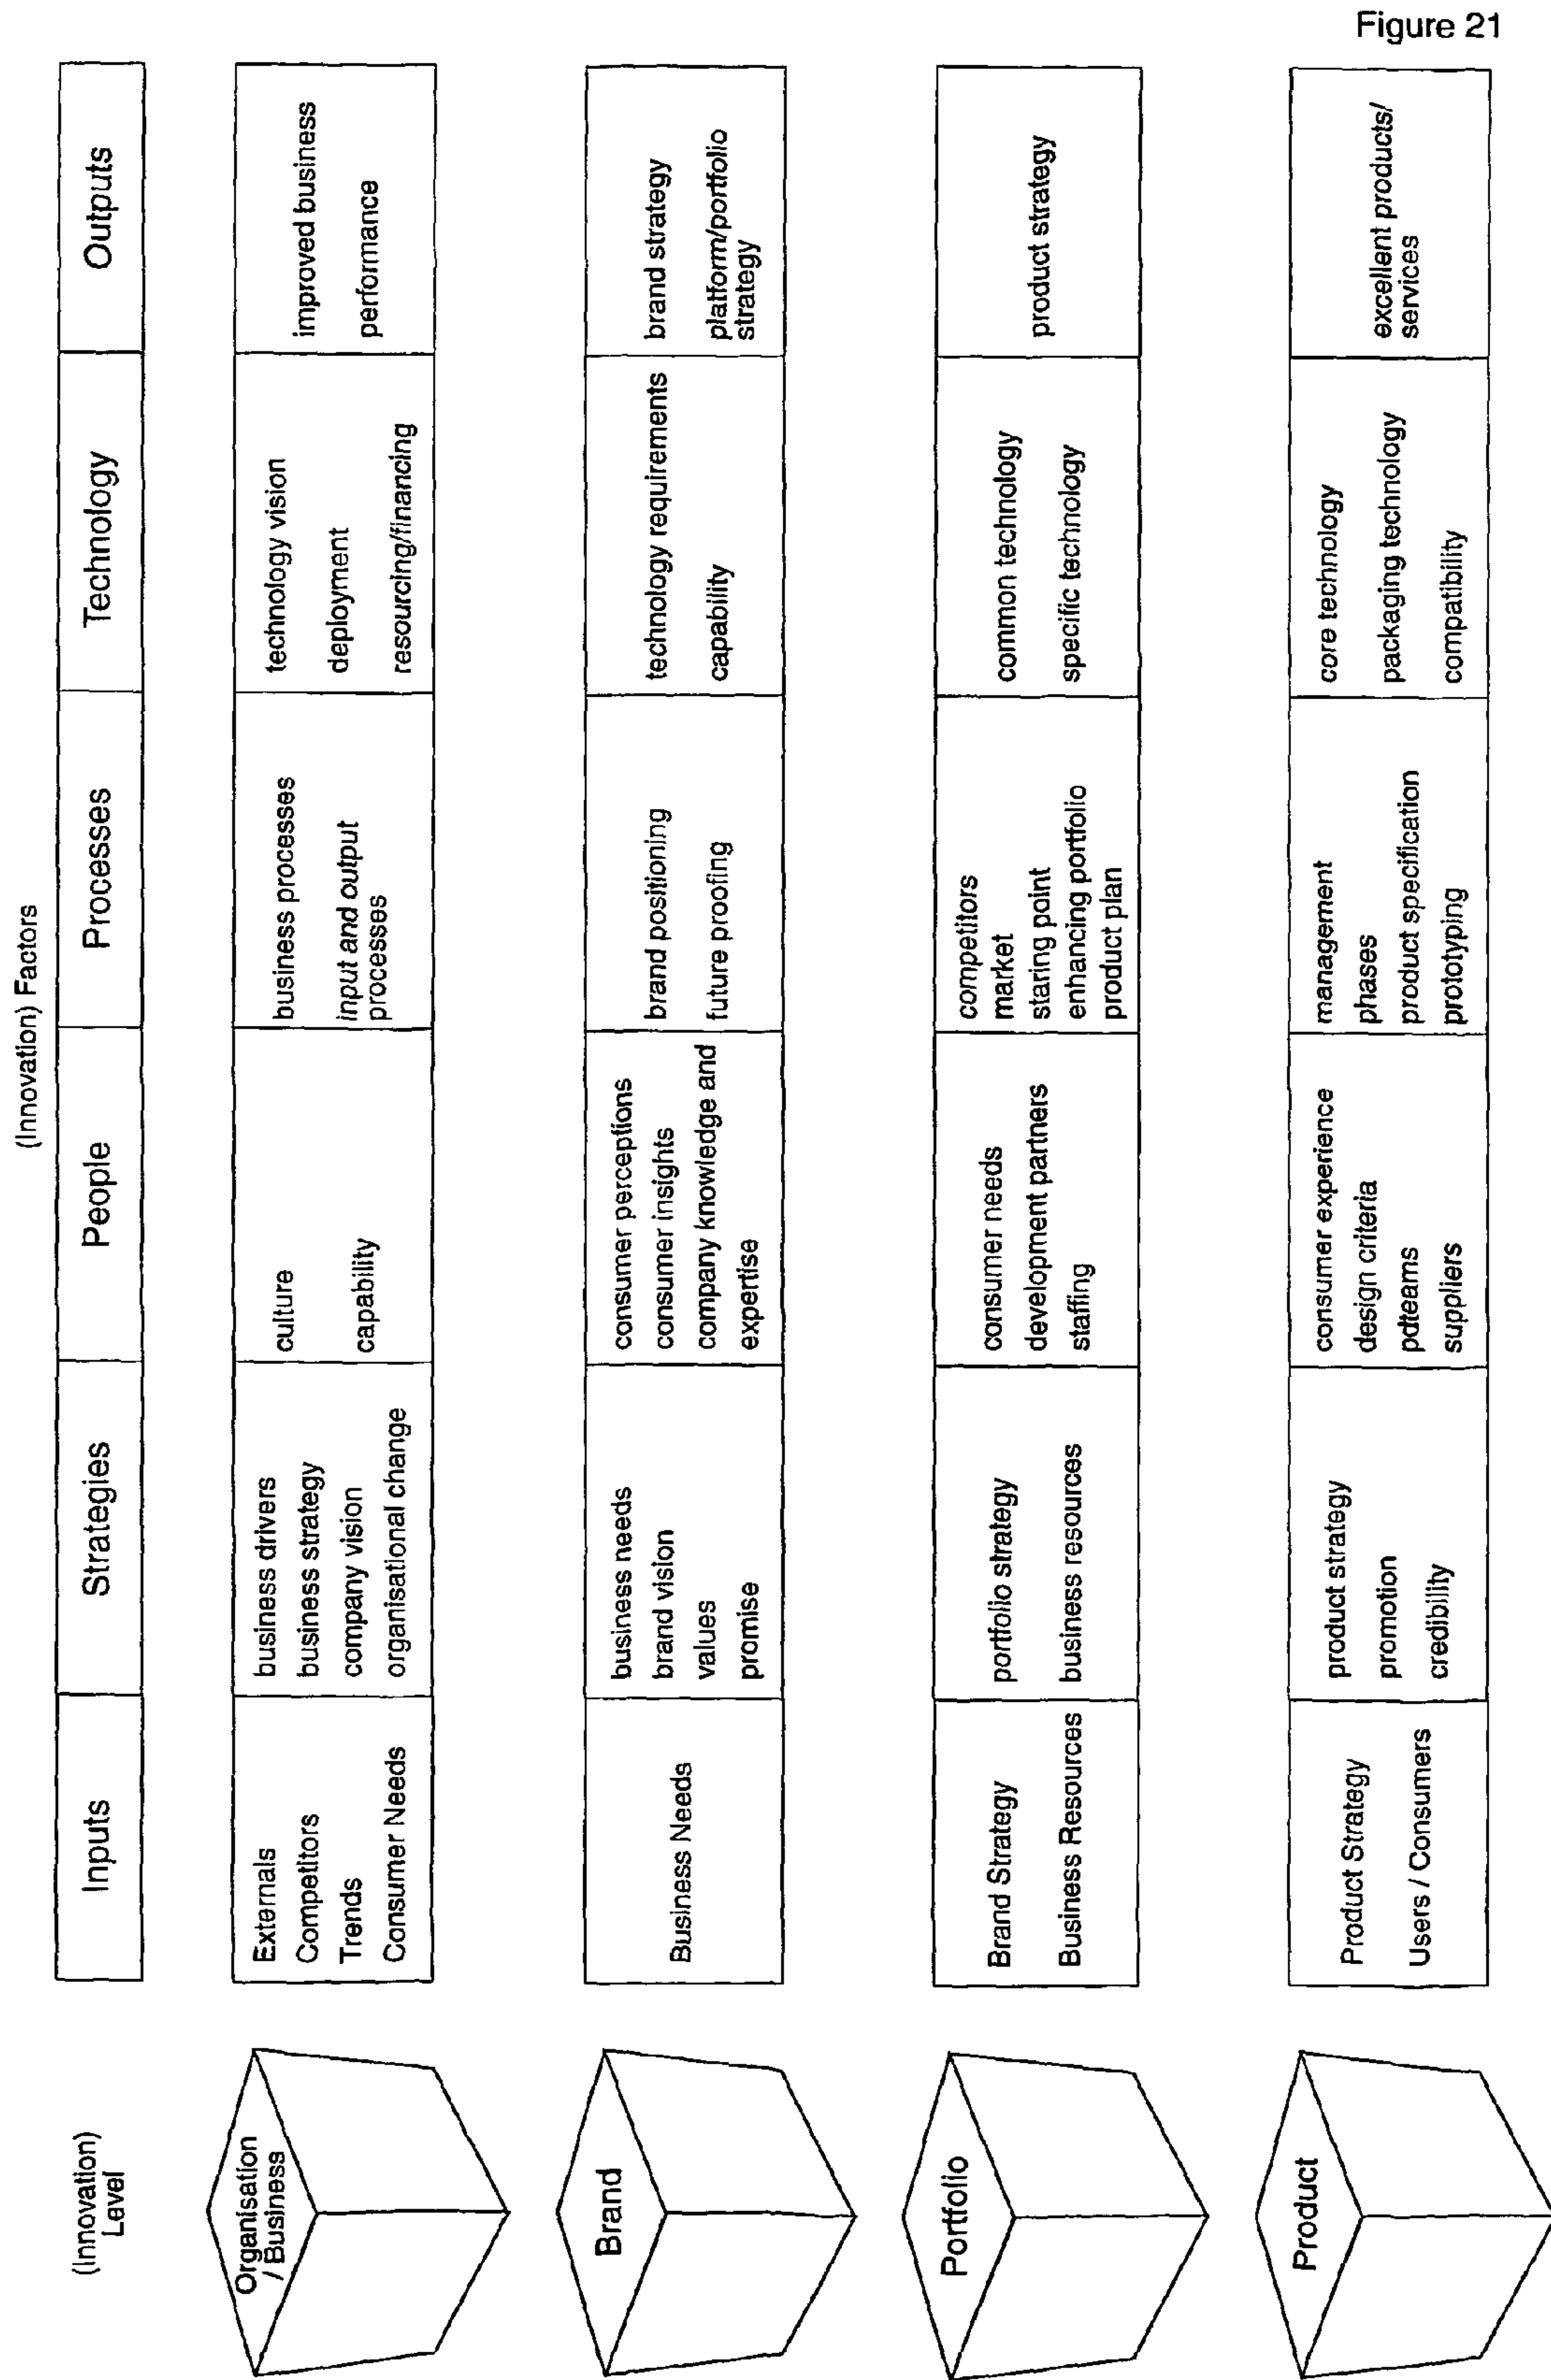 Figure 21
(Innovation) Factors
(Innovation)
Level
Inputs
Strategies
People
Processes
Technology
Outputs
Organisation
/ Business
Externals
Competitors
Trends
Consumer Needs
business drivers
business strategy
company vision
organisational change
culture
capability
business processes
input and output
processes
technology vision
deployment
resourcing/financing
improved business
performance
Brand
Business Needs
business needs
brand vision
values
promise
consumer perceptions
consumer insights
company knowledge and
expertise
brand positioning
future proofing
technology requirements
capability
brand strategy
platform/portfolio
strategy
Portfolio
Brand Strategy
Business Resources
portfolio strategy
business resources
consumer needs
development partners
staffing
competitors
market
staring point
enhancing portfolio
product plan
common technology
specific technology
product strategy
Product
Product Strategy
Users / Consumers
product strategy
promotion
credibility
consumer experience
design criteria
pdteams
suppliers
management
phases
product specification
prototyping
core technology
packaging technology
compatibility
excellent products/
services